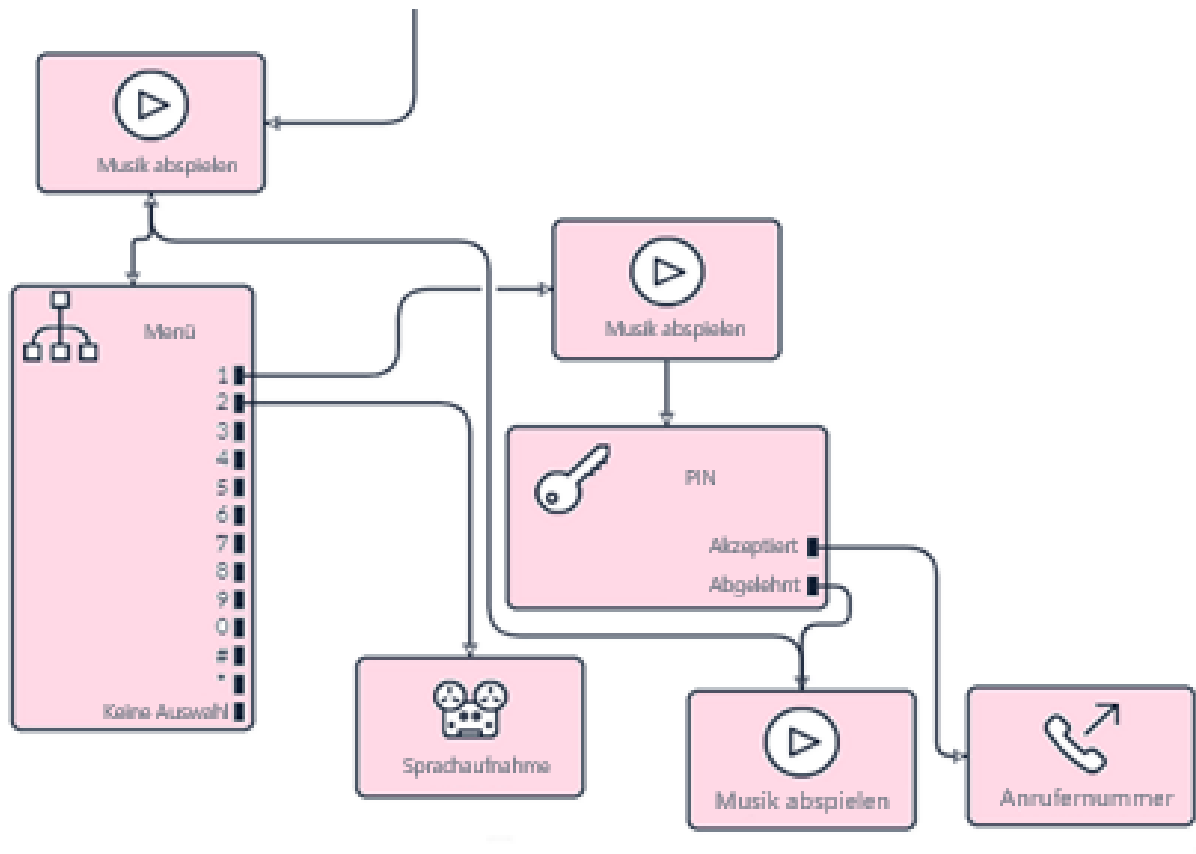 Musik abspielen
Menü
1
2
3
4
5
6
7
8
9
0
#
*
Keine Auswahl
Musik abspielen
PIN
Akzeptiert
Abgelehnt
Sprachaufnahme
Musik abspielen
Anrufernummer